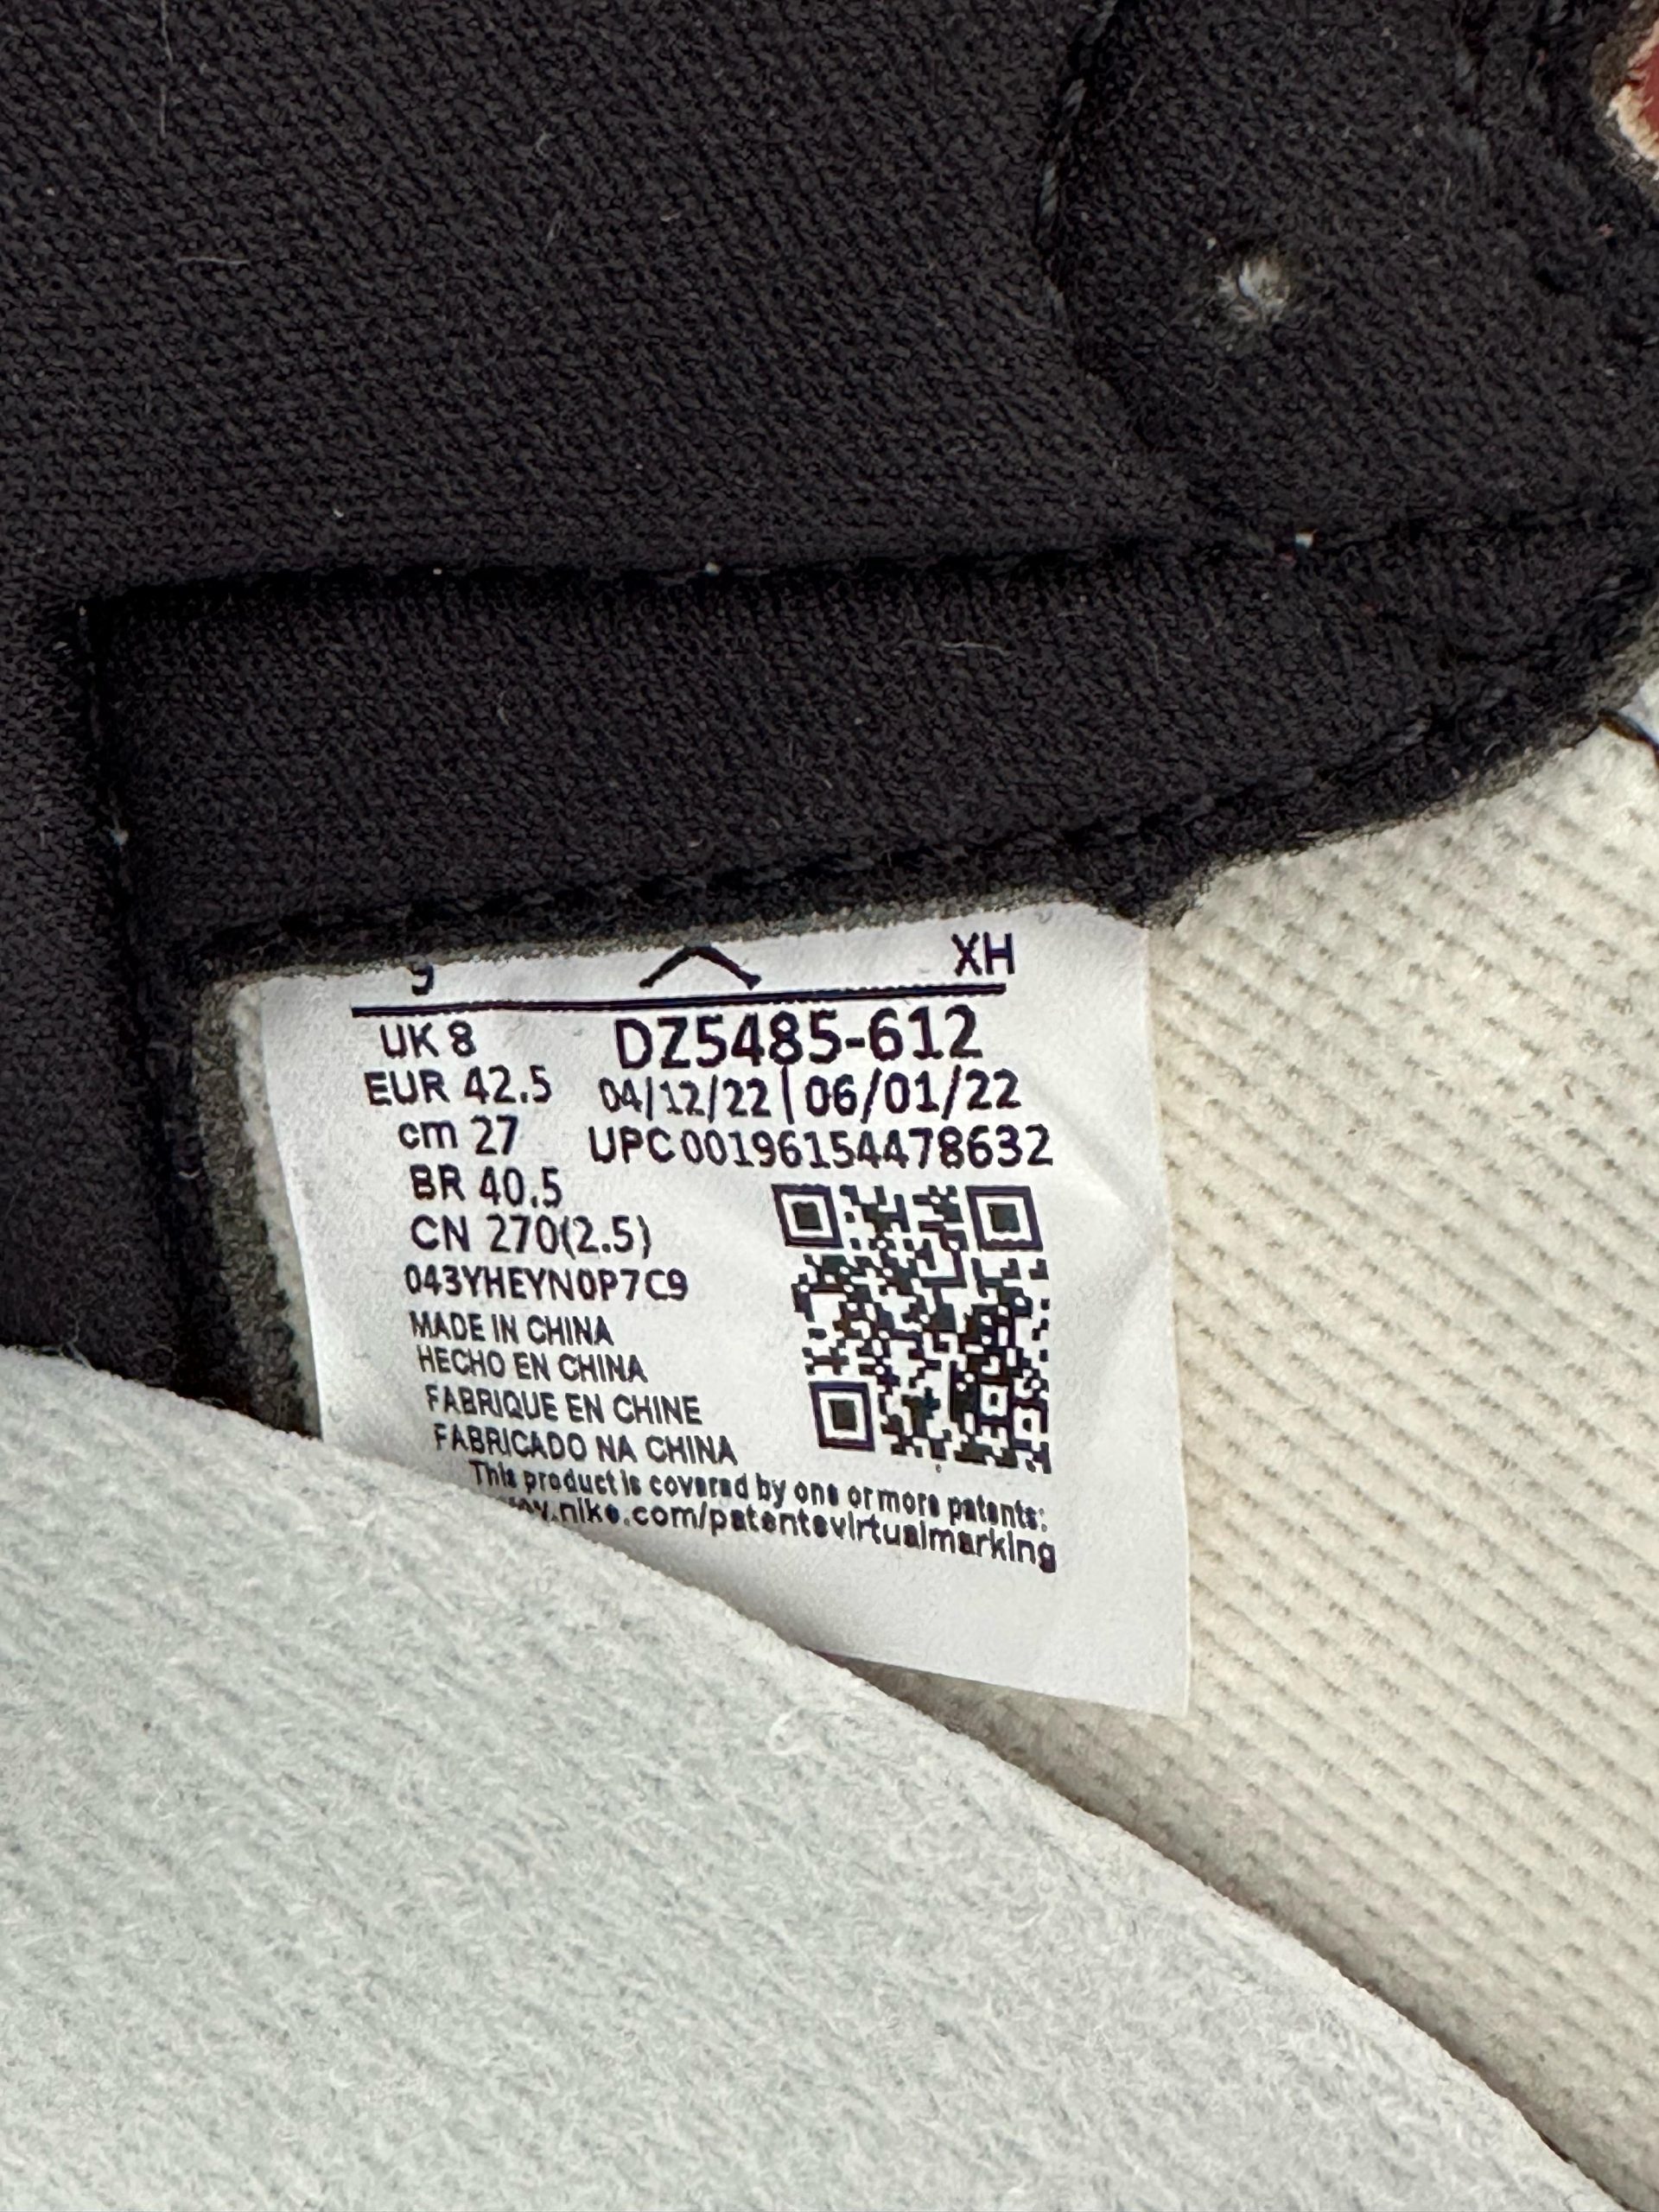 XH
UK 8 DZ5485-612
EUR 42.5 04/12/22 | 06/01/22
cm 27 UPC 00196154478632
BR 40.5
CN 270(2.5)
043YHEYN0P7C9
MADE IN CHINA
HECHO EN CHINA
FABRIQUE EN CHINE
FABRICADO NA CHINA
This product is covered by one or more patents:
.nike.com/patentsvirtualmarking